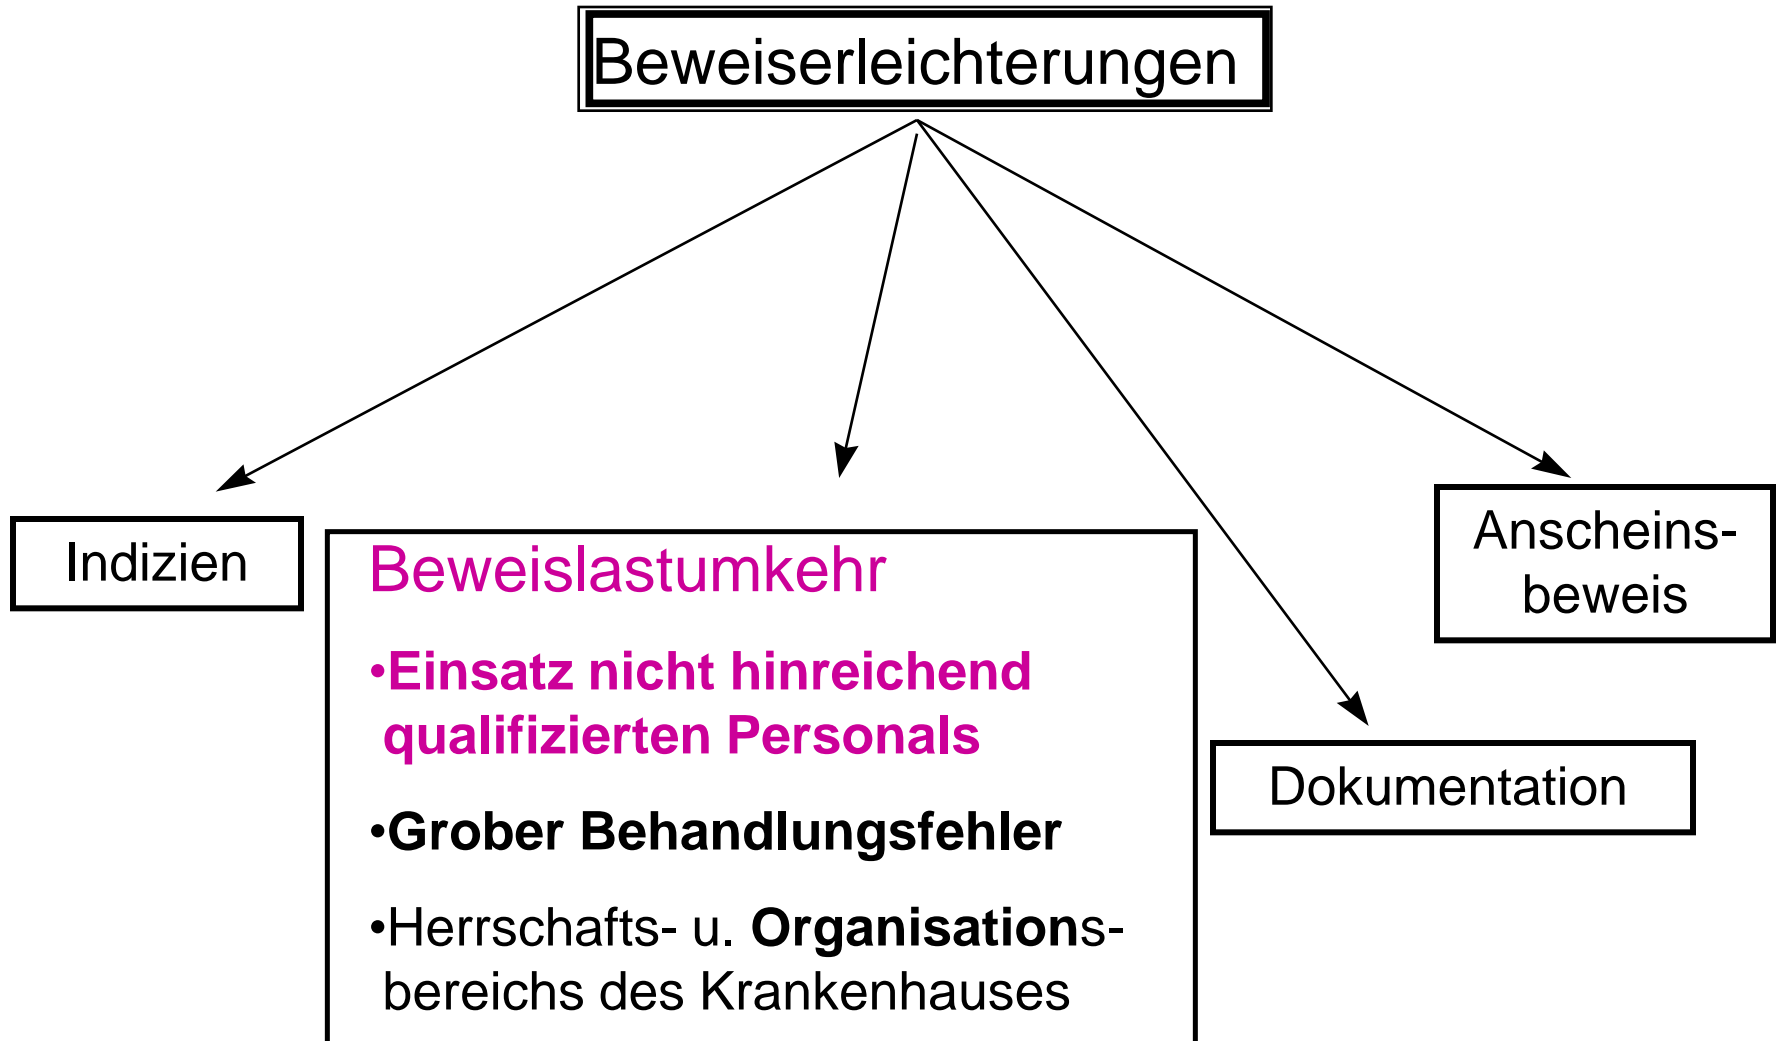 Beweiserleichterungen
Indizien
Beweislastumkehr
•Einsatz nicht hinreichend
qualifizierten Personals
•Grober Behandlungsfehler
•Herrschafts- u. Organisations-
bereichs des Krankenhauses
Dokumentation
Anscheins-
beweis